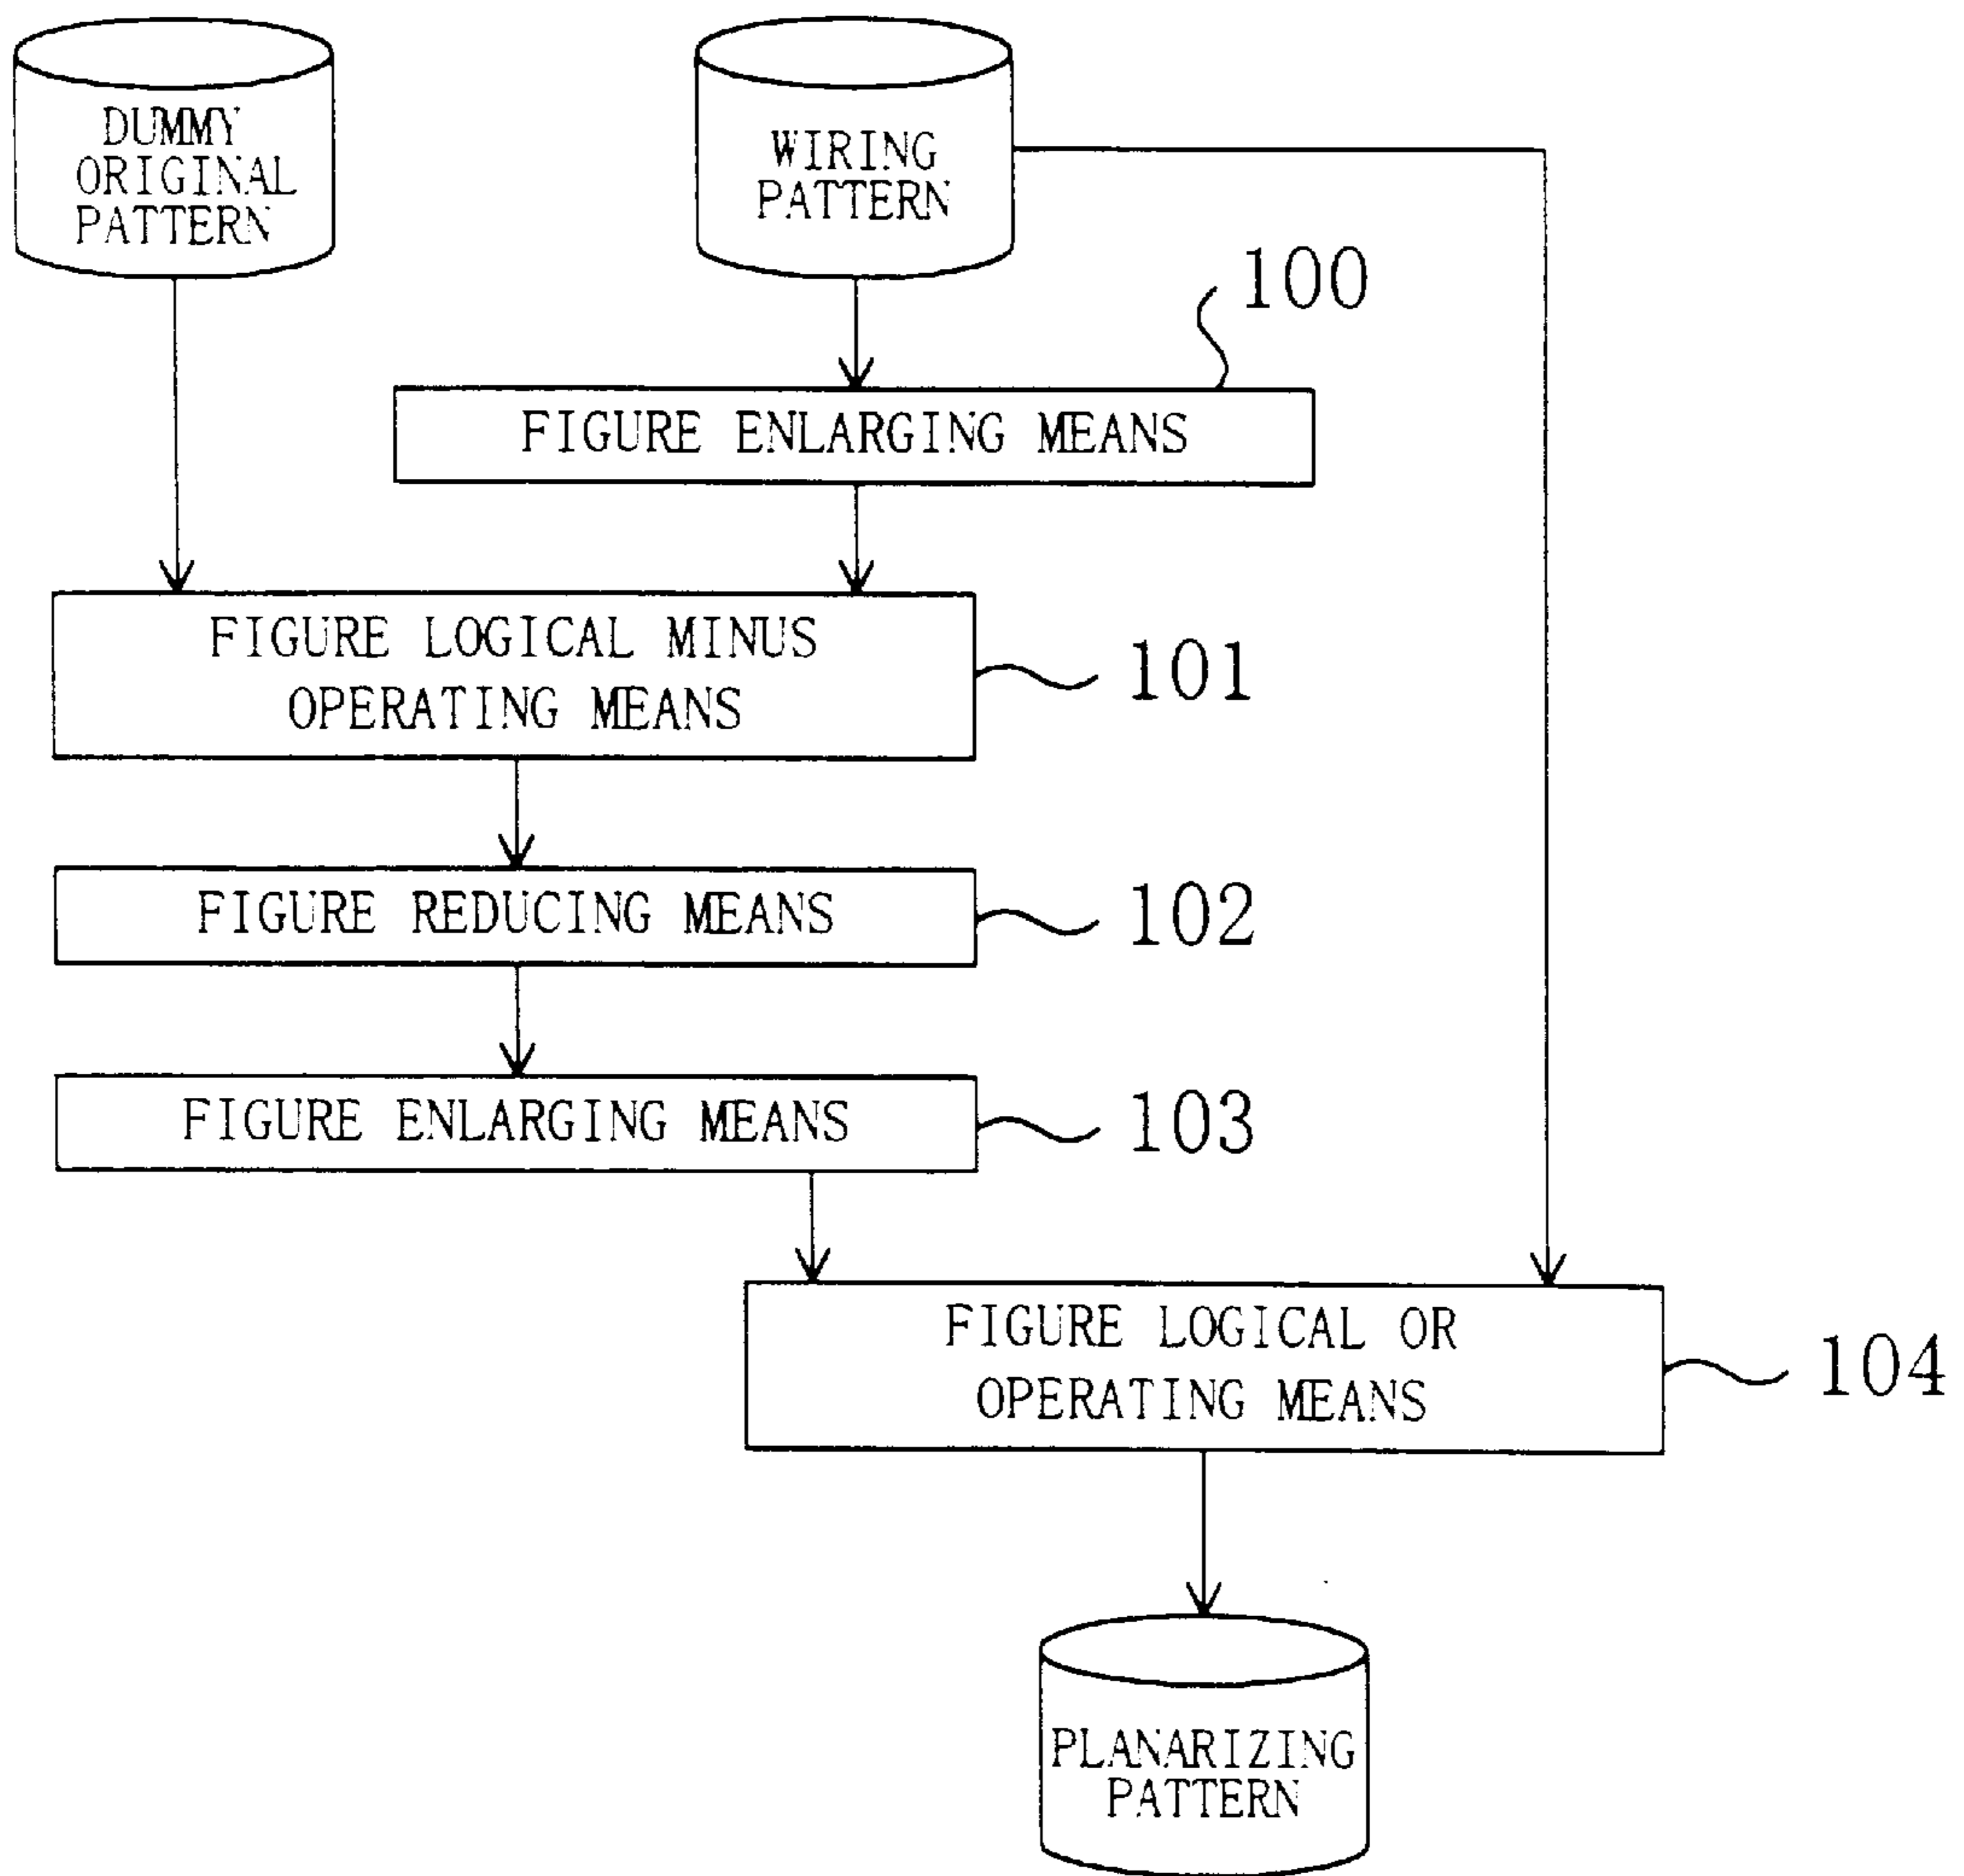 DUMMY
ORIGINAL
PATTERN
WIRING
PATTERN
100
FIGURE ENLARGING MEANS
FIGURE LOGICAL MINUS
OPERATING MEANS
101
FIGURE REDUCING MEANS
102
FIGURE ENLARGING MEANS
103
FIGURE LOGICAL OR
OPERATING MEANS
104
PLANARIZING
PATTERN